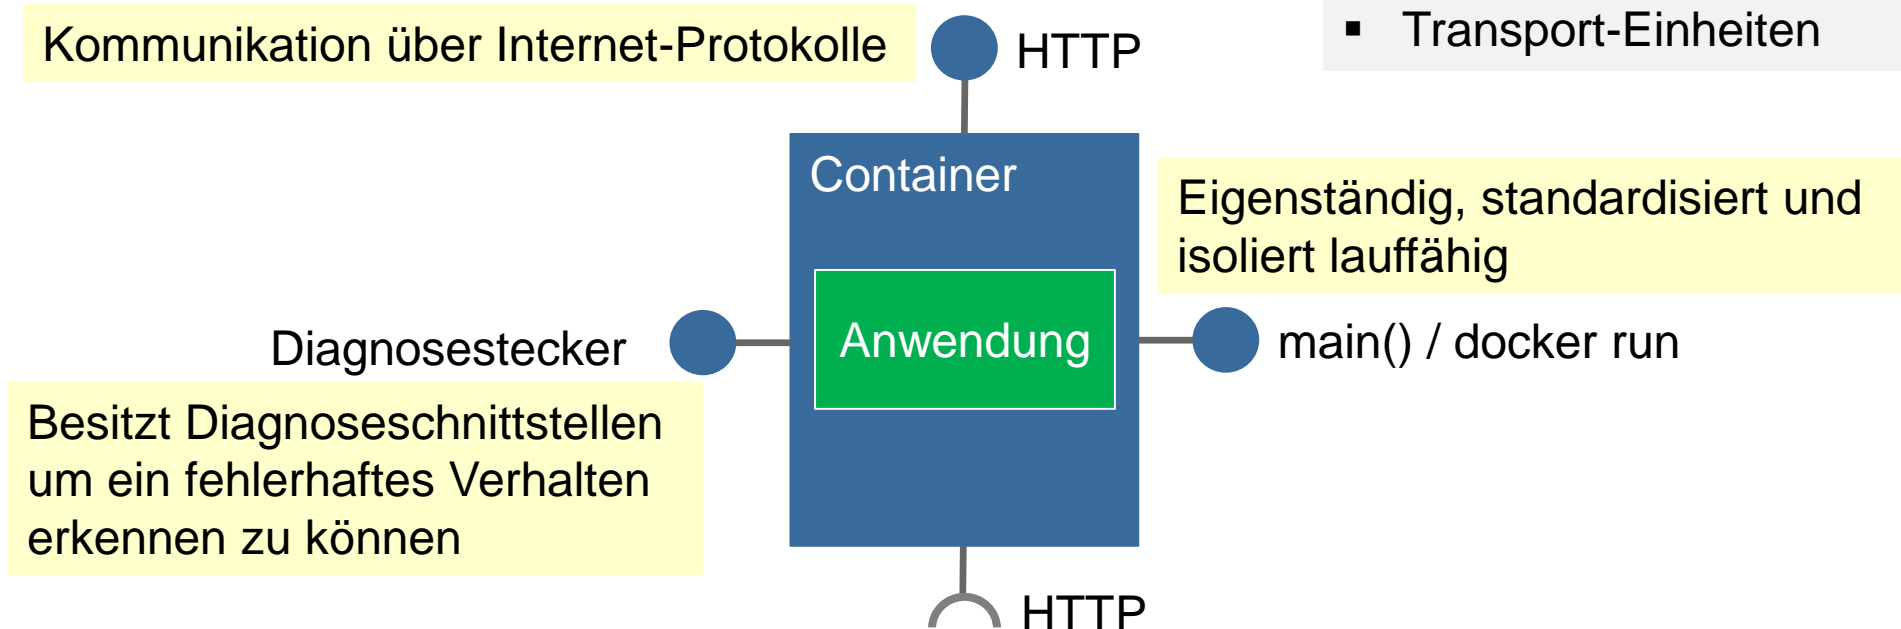 Kommunikation über Internet-Protokolle
HTTP
▪ Transport-Einheiten
Container
Eigenständig, standardisiert und
isoliert lauffähig
Anwendung
Diagnosestecker
main() / docker run
Besitzt Diagnoseschnittstellen
um ein fehlerhaftes Verhalten
erkennen zu können
HTTP